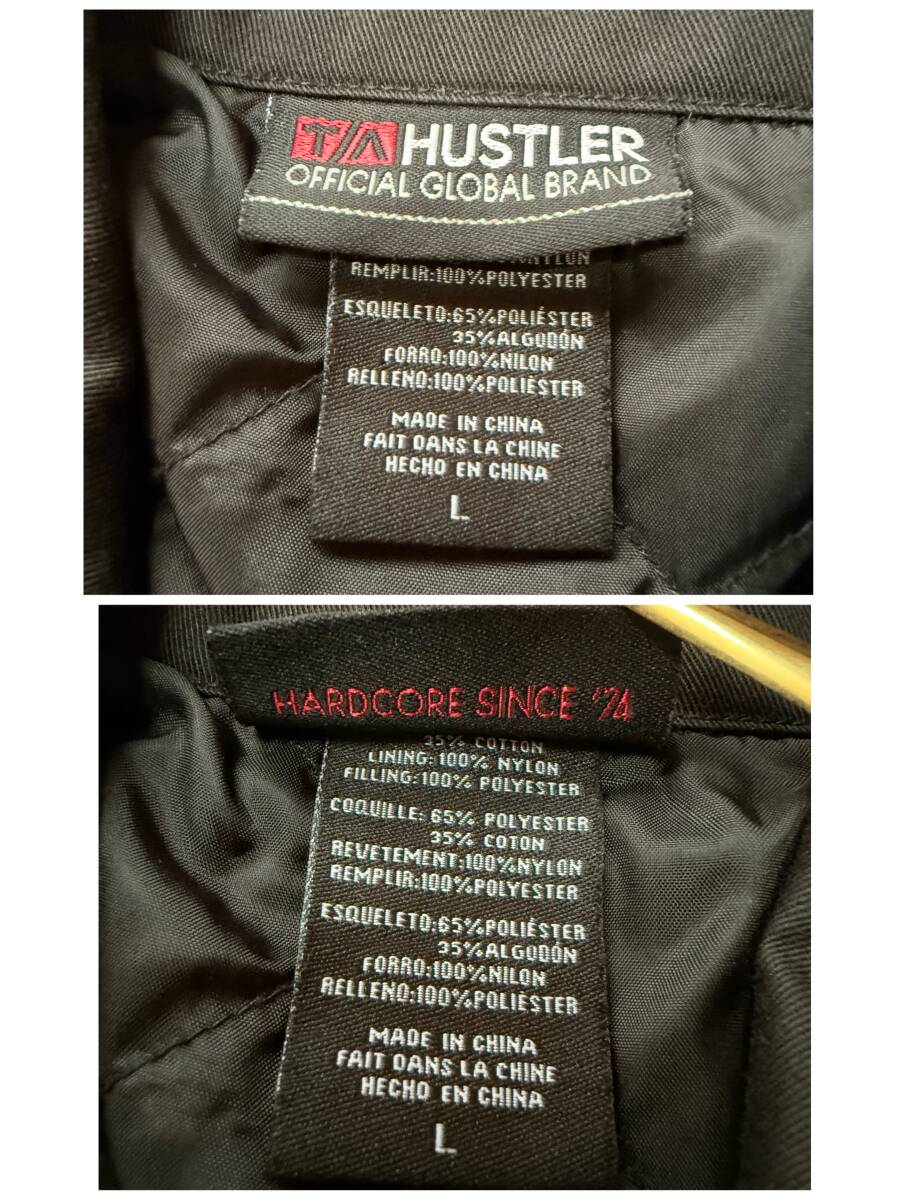 T/A HUSTLER
OFFICIAL GLOBAL BRAND
NYLON
REMPLIR:100%POLYESTER
ESQUELETO:65%POLIÉSTER
35%ALGODÓN
FORRO:100%NILON
RELLENO:100%POLIÉSTER
MADE IN CHINA
FAIT DANS LA CHINE
HECHO EN CHINA
L
HARDCORE SINCE '74
35% COTTON
LINING: 100% NYLON
FILLING:100% POLYESTER
COQUILLE: 65% POLYESTER
35% COTON
REVETEMENT:100%NYLON
REMPLIR:100%POLYESTER
ESQUELETO:65%POLIÉSTER
35%ALGODÓN
FORRO:100%NILON
RELLENO:100%POLIÉSTER
MADE IN CHINA
FAIT DANS LA CHINE
HECHO EN CHINA
L